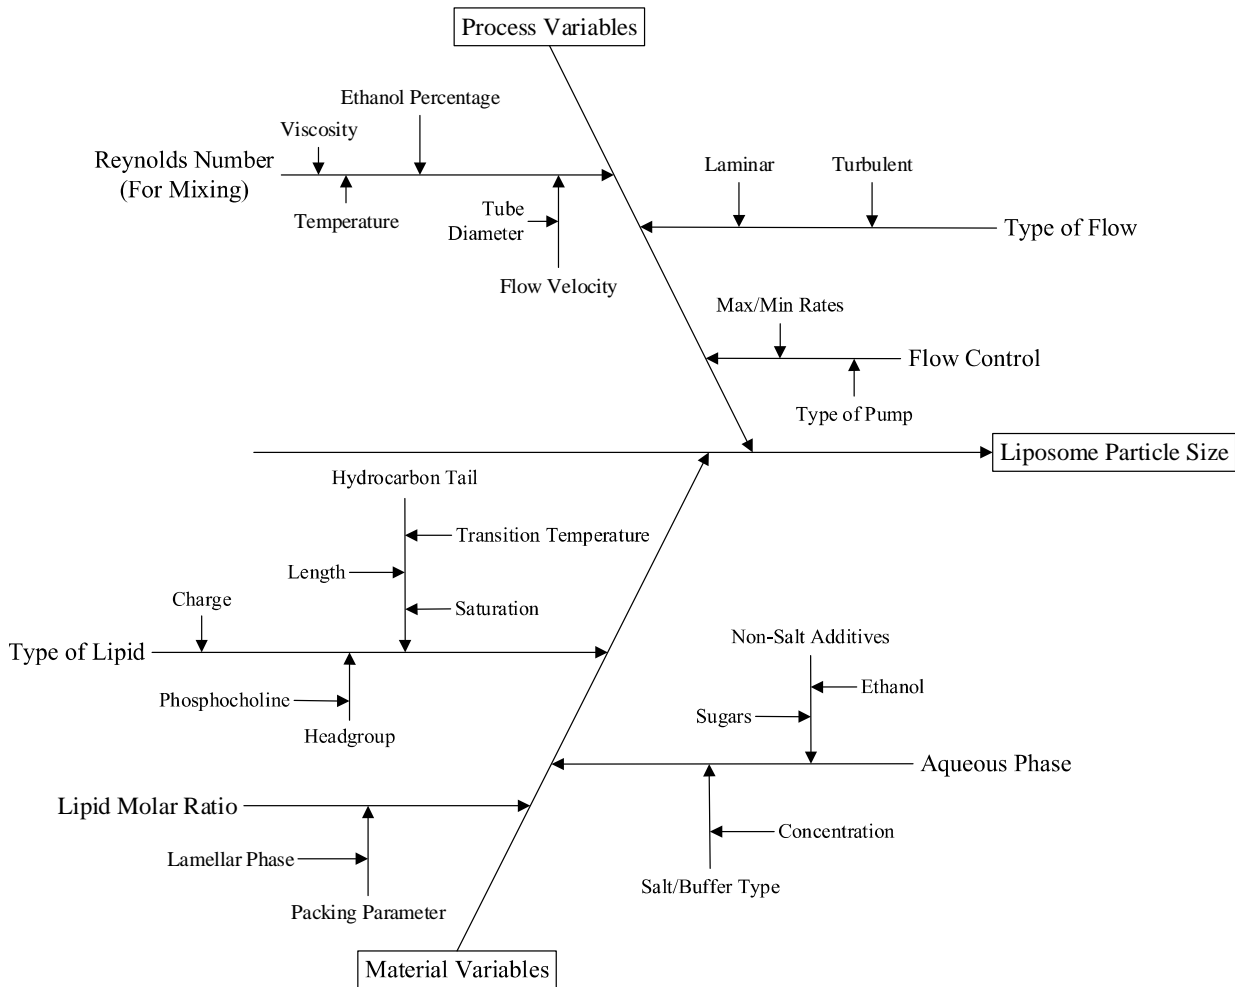 Process Variables
Ethanol Percentage
Viscosity
Reynolds Number
(For Mixing)
Temperature
Tube
Diameter
Flow Velocity
Laminar
Turbulent
Type of Flow
Max/Min Rates
Flow Control
Type of Pump
Liposome Particle Size
Hydrocarbon Tail
Transition Temperature
Length
Saturation
Charge
Type of Lipid
Phosphocholine
Headgroup
Non-Salt Additives
Ethanol
Sugars
Aqueous Phase
Concentration
Salt/Buffer Type
Lipid Molar Ratio
Lamellar Phase
Packing Parameter
Material Variables